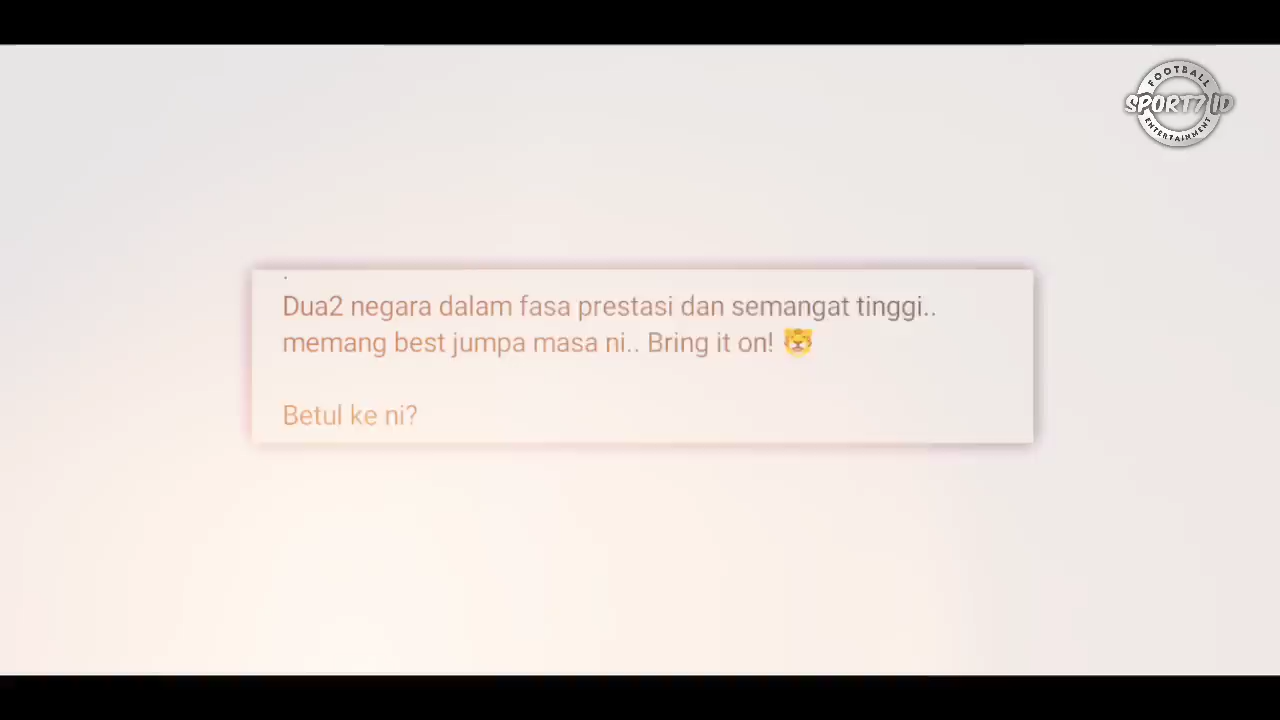 FOOTBALL
SPORT7 ID
ENTERTAINMENT
Dua2 negara dalam fasa prestasi dan semangat tinggi..
memang best jumpa masa ni.. Bring it on! 🐯
Betul ke ni?